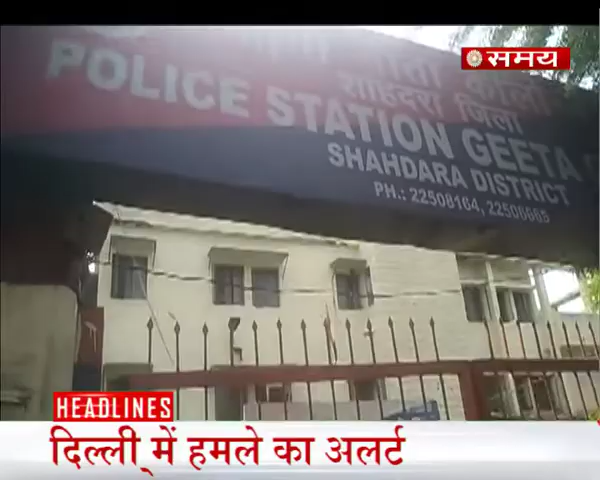 समय
POLICE STATION GEETA
शाहदरा जिला
SHAHDARA DISTRICT
PH.: 22508164, 22506665
HEADLINES
दिल्ली में हमले का अलर्ट